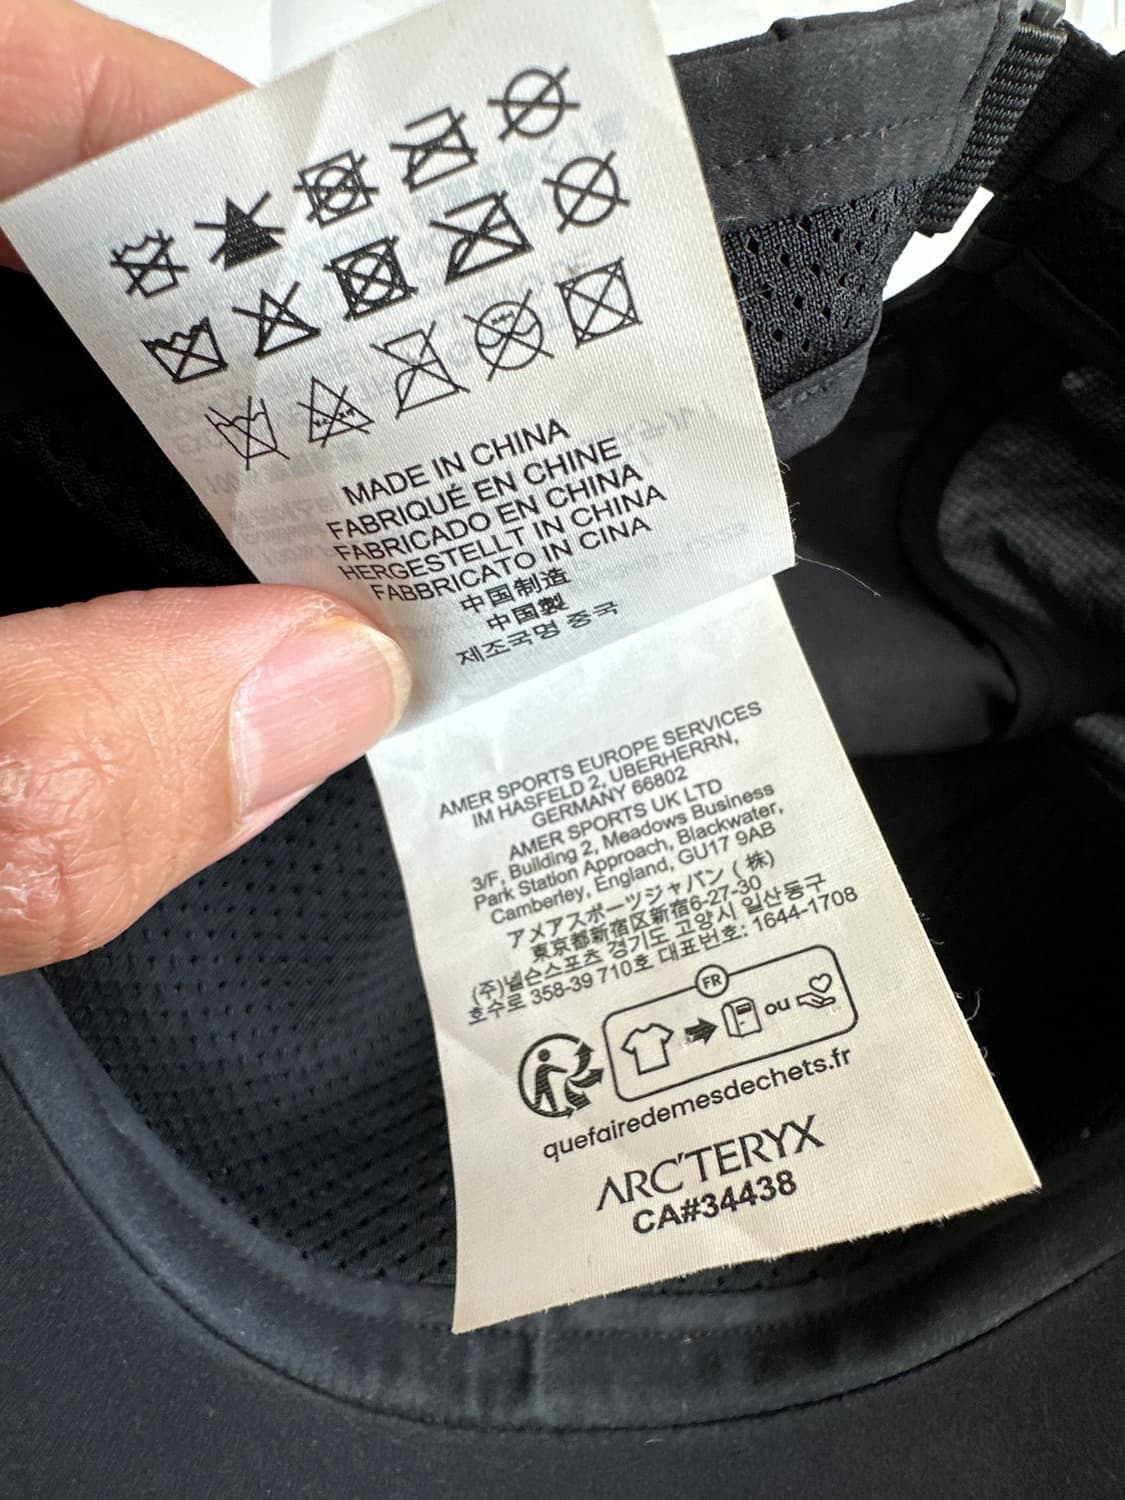 MADE IN CHINA
FABRIQUÉ EN CHINE
FABRICADO EN CHINA
HERGESTELLT IN CHINA
FABBRICATO IN CINA
中国制造
中国製
제조국명 중국
AMER SPORTS EUROPE SERVICES
IM HASFELD 2, UBERHERRN,
GERMANY 66802
AMER SPORTS UK LTD
3/F, Building 2, Meadows Business
Park Station Approach, Blackwater,
Camberley, England, GU17 9AB
アメアスポーツジャパン（株）
東京都新宿区新宿6-27-30
(주)넬슨스포츠 경기도 고양시 일산동구
호수로 358-39 710호 대표번호: 1644-1708
FR
ou
quefairedemesdechets.fr
ARC'TERYX
CA#34438